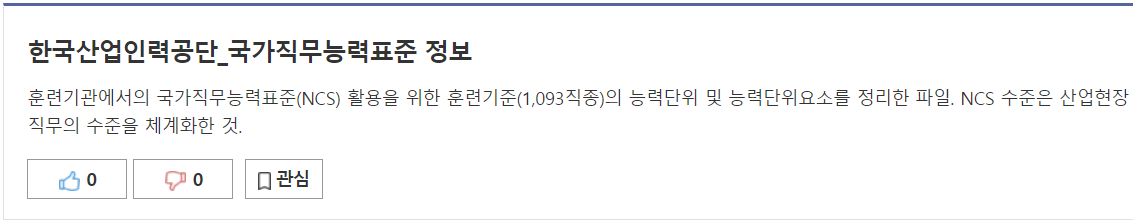 한국산업인력공단_국가직무능력표준 정보
훈련기관에서의 국가직무능력표준(NCS) 활용을 위한 훈련기준(1,093직종)의 능력단위 및 능력단위요소를 정리한 파일. NCS 수준은 산업현장
직무의 수준을 체계화한 것.
0 0 관심